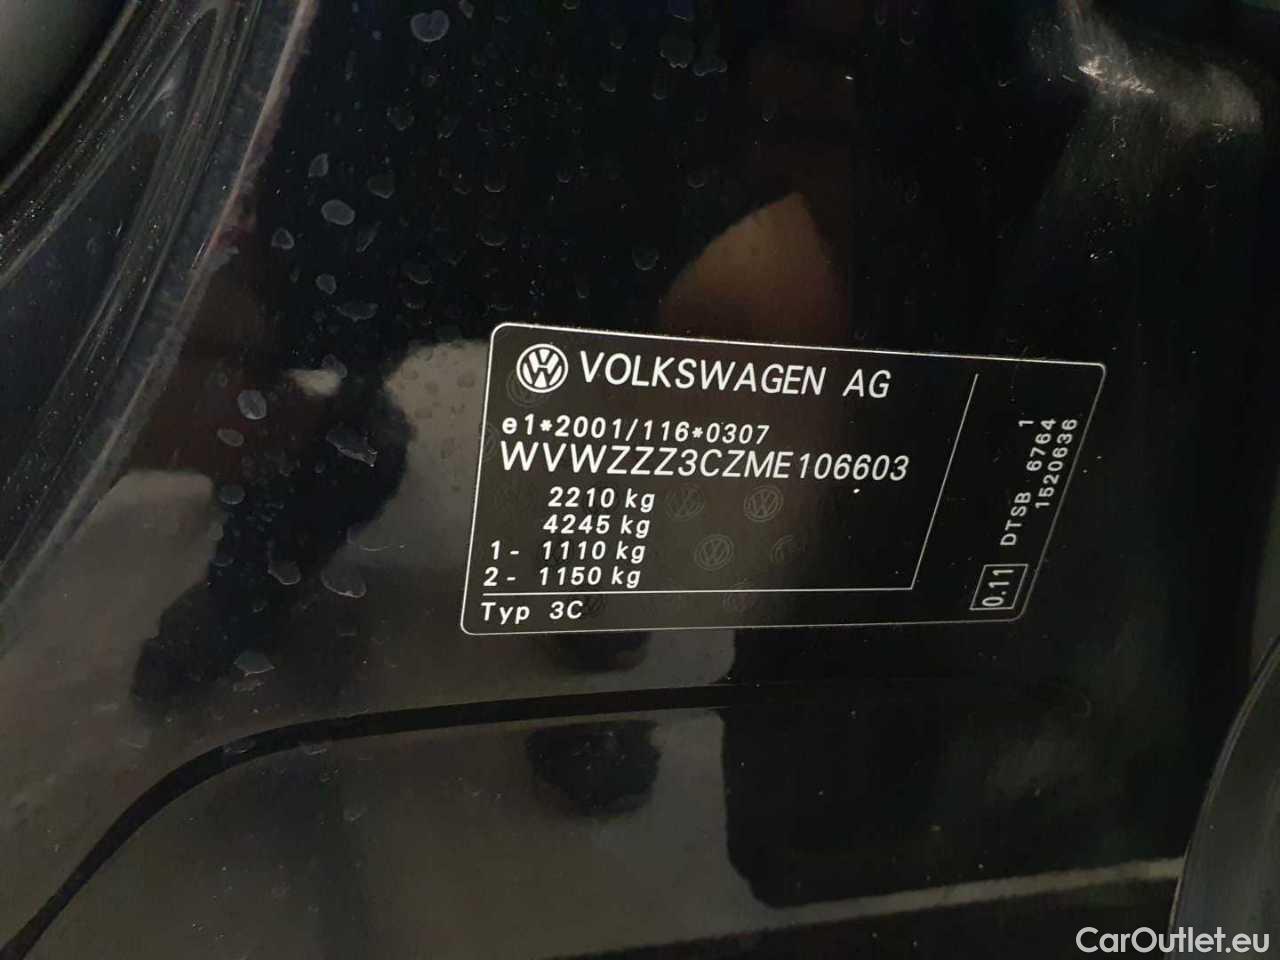 VOLKSWAGEN AG
e1*2001/116*0307
WVWZZZ3CZME106603
2210 kg
4245 kg
1- 1110 kg
2- 1150 kg
Typ 3C
1
DTSB 6764
1520636
0.11
CarOutlet.eu